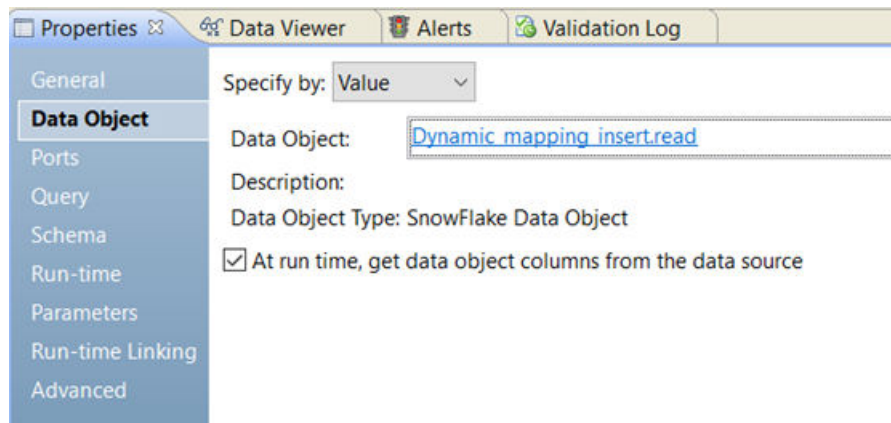 Properties Data Viewer Alerts Validation Log
General
Data Object
Ports
Query
Schema
Run-time
Parameters
Run-time Linking
Advanced
Specify by: Value
Data Object: Dynamic_mapping_insert.read
Description:
Data Object Type: SnowFlake Data Object
At run time, get data object columns from the data source